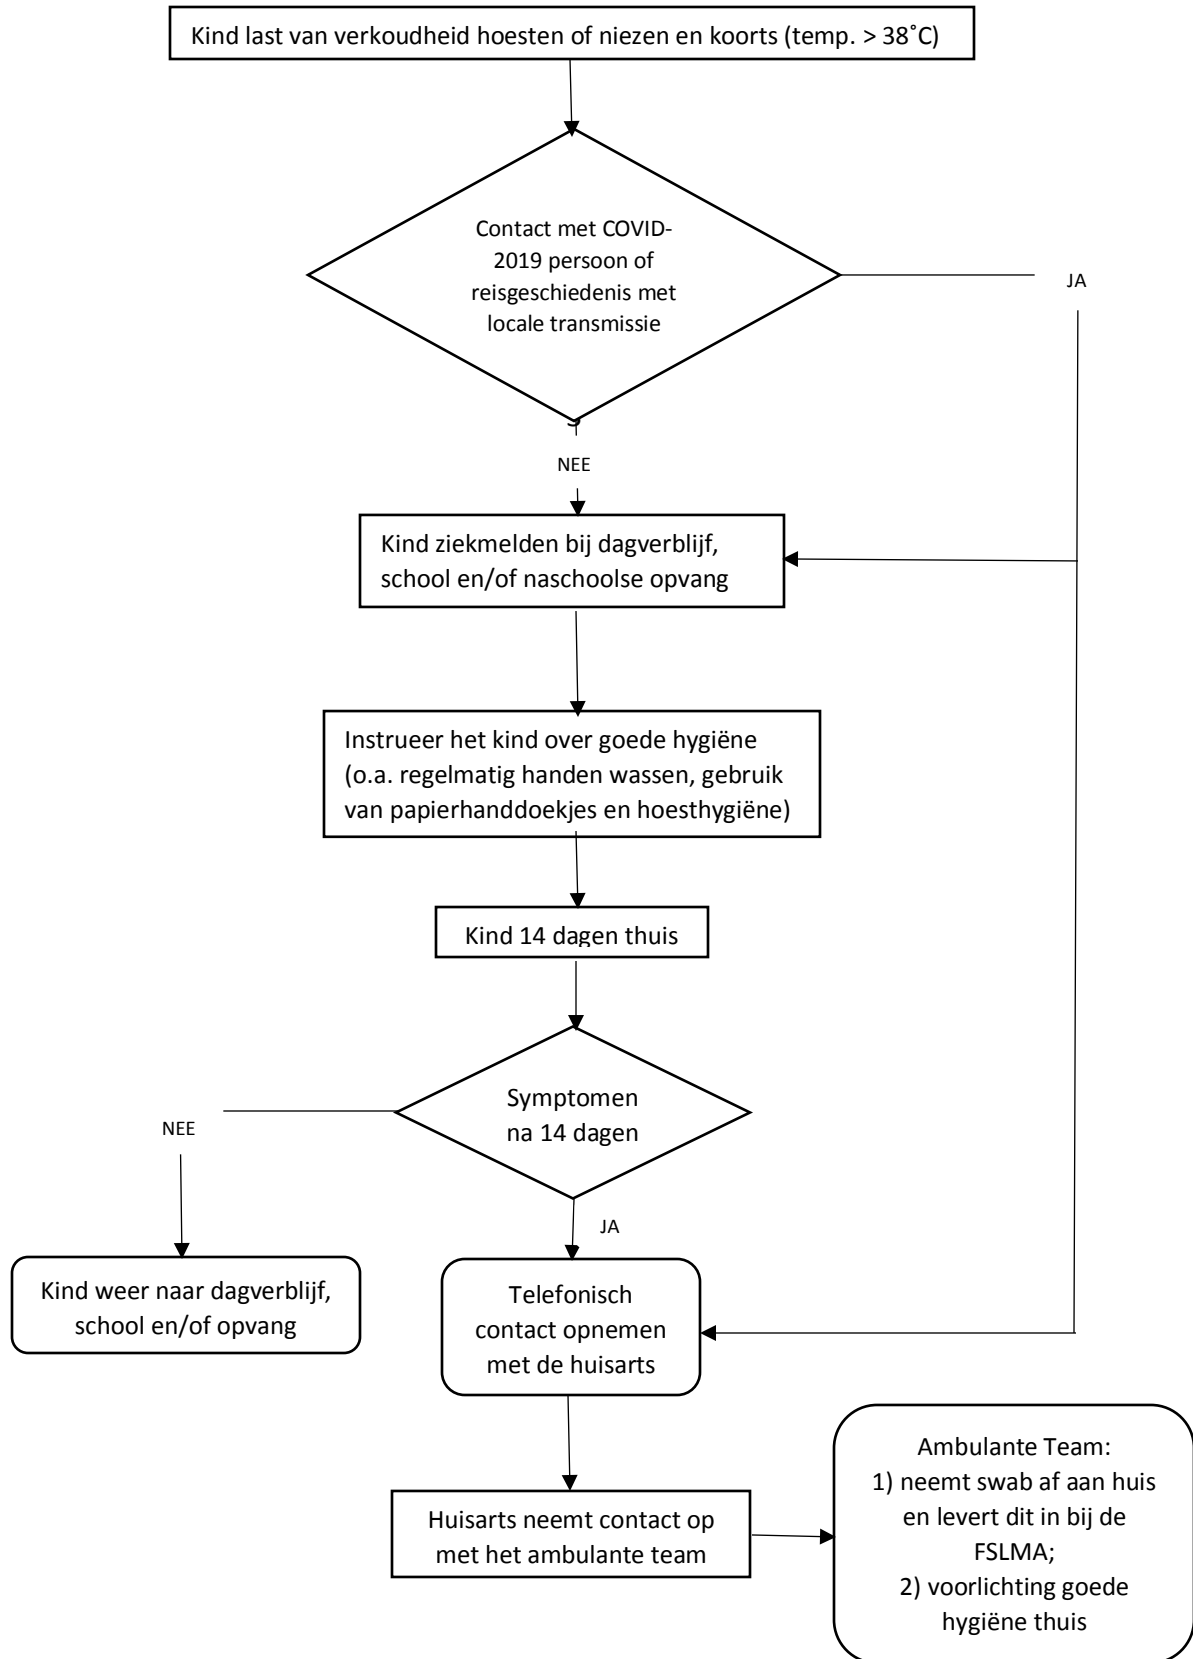 Kind last van verkoudheid hoesten of niezen en koorts (temp. > 38˚C)
Contact met COVID-
2019 persoon of
reisgeschiedenis met
locale transmissie
JA
NEE
Kind ziekmelden bij dagverblijf,
school en/of naschoolse opvang
Instrueer het kind over goede hygiëne
(o.a. regelmatig handen wassen, gebruik
van papierhanddoekjes en hoesthygiëne)
Kind 14 dagen thuis
Symptomen
na 14 dagen
NEE
JA
Kind weer naar dagverblijf,
school en/of opvang
Telefonisch
contact opnemen
met de huisarts
Huisarts neemt contact op
met het ambulante team
Ambulante Team:
1) neemt swab af aan huis
en levert dit in bij de
FSLMA;
2) voorlichting goede
hygiëne thuis